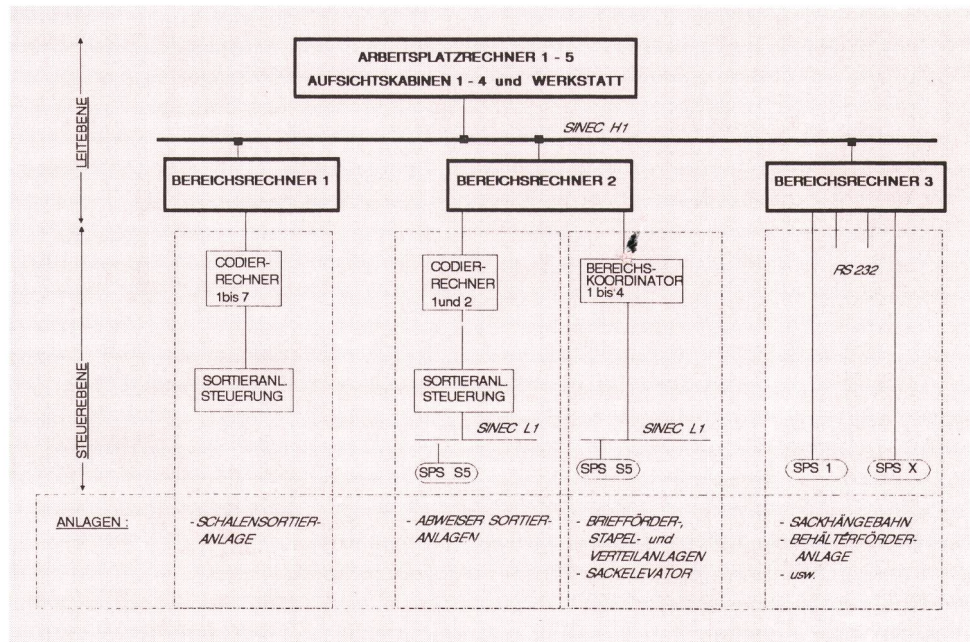 ARBEITSPLATZRECHNER 1 - 5
AUFSICHTSKABINEN 1 - 4 und WERKSTATT
LEITEBENE
SINEC H1
BEREICHSRECHNER 1
BEREICHSRECHNER 2
BEREICHSRECHNER 3
STEUEREBENE
CODIER-
RECHNER
1bis 7
SORTIERANL.
STEUERUNG
CODIER-
RECHNER
1und 2
SORTIERANL.
STEUERUNG
SINEC L1
SPS S5
BEREICHS-
KOORDINATOR
1 bis 4
SINEC L1
SPS S5
RS 232
SPS 1
SPS X
ANLAGEN :
- SCHALENSORTIER-
ANLAGE
- ABWEISER SORTIER-
ANLAGEN
- BRIEFFÖRDER-,
STAPEL- und
VERTEILANLAGEN
- SACKELEVATOR
- SACKHÄNGEBAHN
- BEHÄLTERFÖRDER-
ANLAGE
- usw.